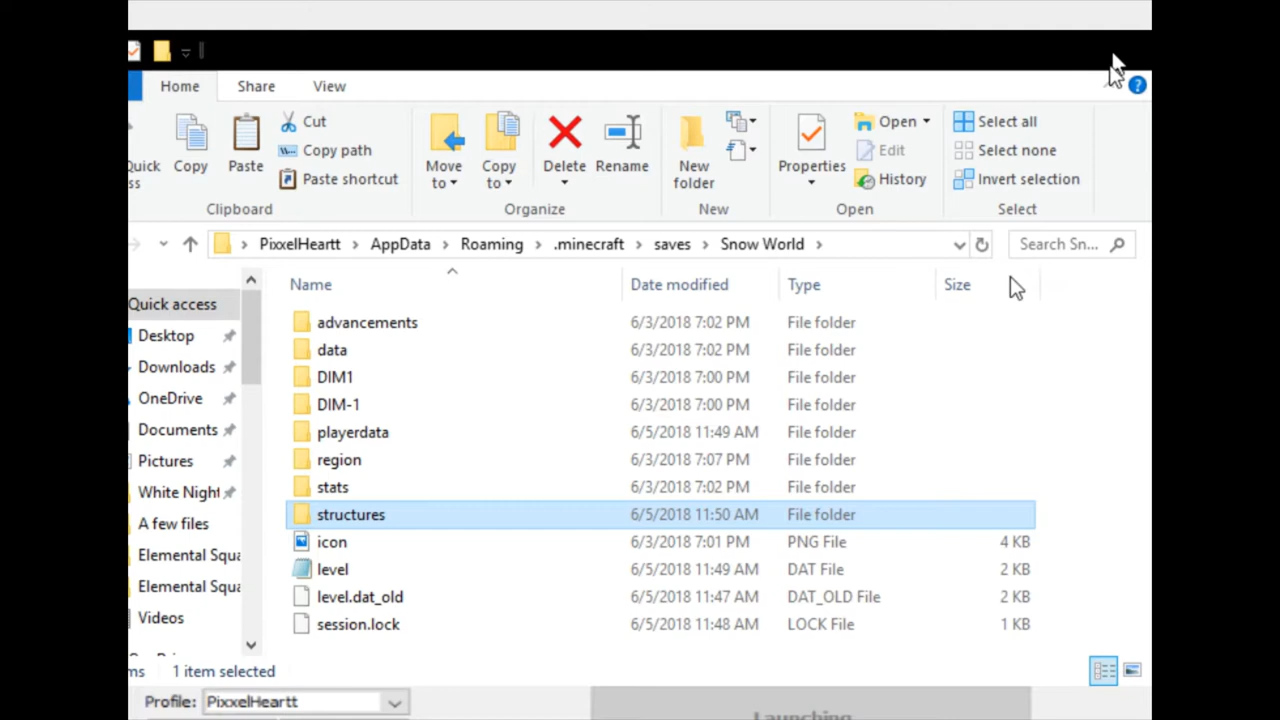 Home Share View
Quick
ss
Copy
Paste
Cut
Copy path
Paste shortcut
Clipboard
Move
to
Copy
to
Delete
Rename
Organize
New
folder
New
Properties
Open
Edit
History
Open
Select all
Select none
Invert selection
Select
PixxelHeartt AppData Roaming .minecraft saves Snow World
Search Sn...
Quick access
Desktop
Downloads
OneDrive
Documents
Pictures
White Night
A few files
Elemental Squa
Elemental Squa
Videos
Name Date modified Type Size
advancements 6/3/2018 7:02 PM File folder
data 6/3/2018 7:02 PM File folder
DIM1 6/3/2018 7:00 PM File folder
DIM-1 6/3/2018 7:00 PM File folder
playerdata 6/5/2018 11:49 AM File folder
region 6/3/2018 7:07 PM File folder
stats 6/3/2018 7:02 PM File folder
structures 6/5/2018 11:50 AM File folder
icon 6/3/2018 7:01 PM PNG File 4 KB
level 6/5/2018 11:49 AM DAT File 2 KB
level.dat_old 6/5/2018 11:47 AM DAT_OLD File 2 KB
session.lock 6/5/2018 11:48 AM LOCK File 1 KB
ms 1 item selected
Profile: PixxelHeartt
Launching